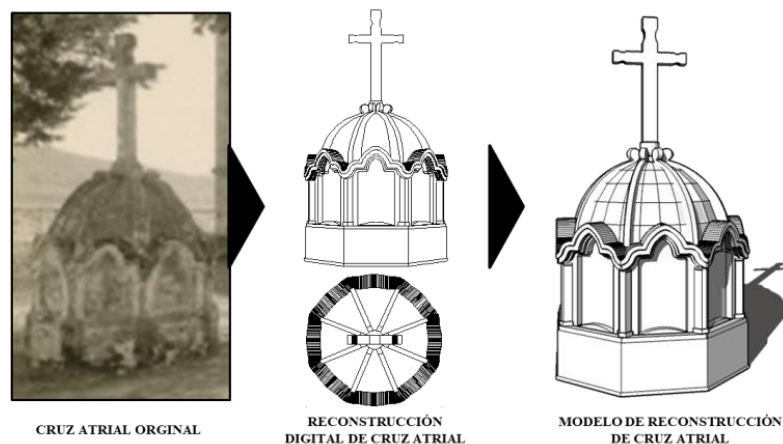 CRUZ ATRIAL ORGINAL
RECONSTRUCCIÓN
DIGITAL DE CRUZ ATRIAL
MODELO DE RECONSTRUCCIÓN
DE CRUZ ATRIAL